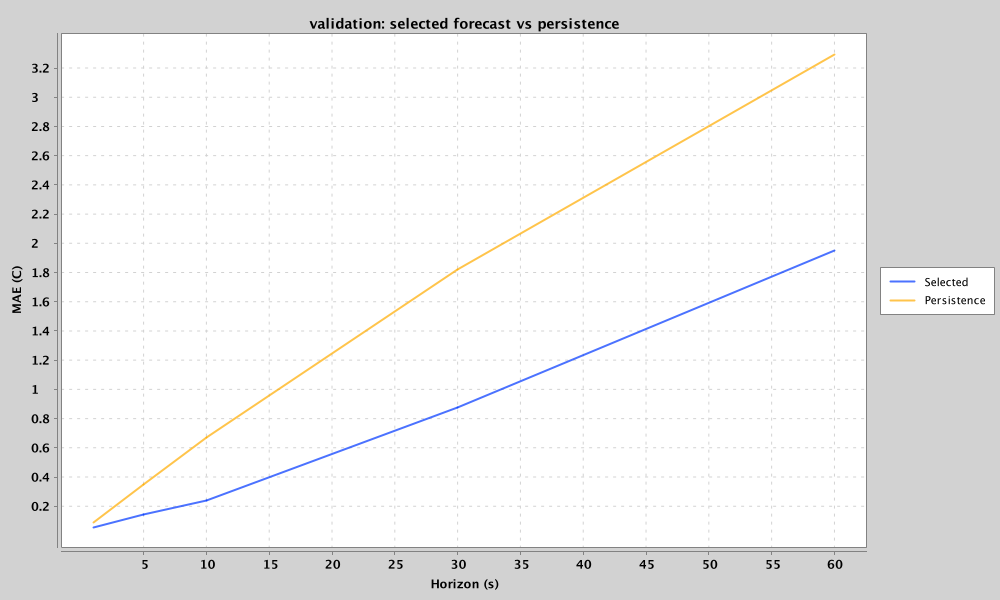 validation: selected forecast vs persistence
MAE (C)
3.2
3
2.8
2.6
2.4
2.2
2
1.8
1.6
1.4
1.2
1
0.8
0.6
0.4
0.2
5 10 15 20 25 30 35 40 45 50 55 60
Horizon (s)
Selected
Persistence